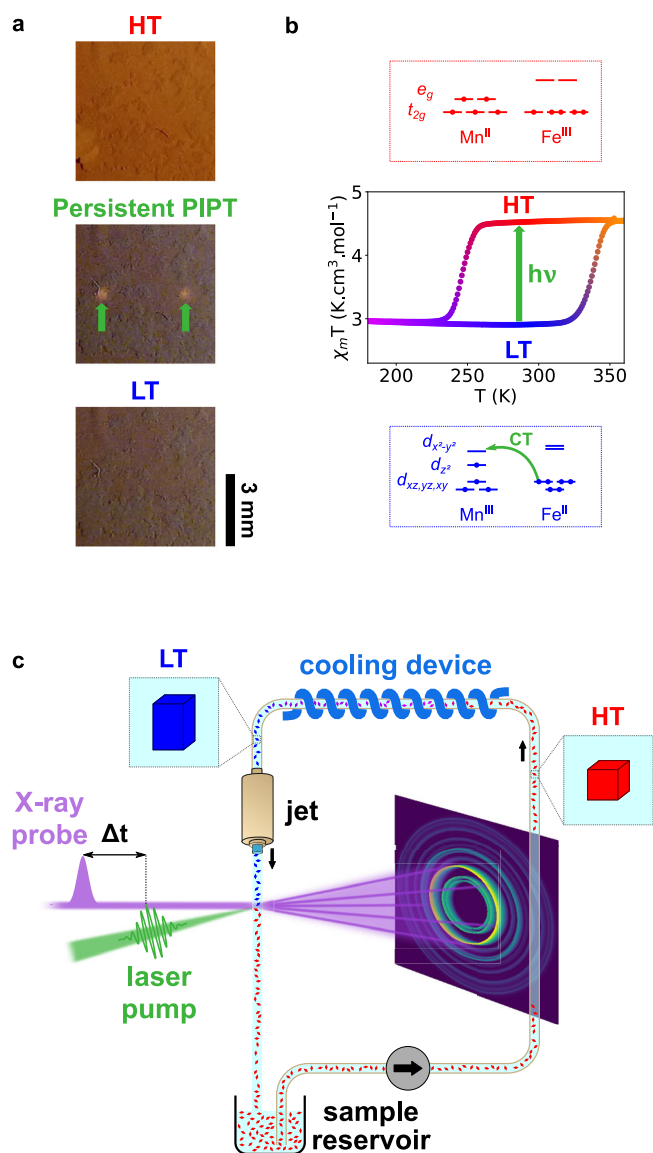 a
HT
Persistent PIPT
LT
3 mm
b
e_g
t_2g
Mn^II
Fe^III
5
4
3
χ_mT (K.cm³.mol⁻¹)
HT
hν
LT
200
250
300
350
T (K)
d_x²-y²
CT
d_z²
d_xz,yz,xy
Mn^III
Fe^II
c
LT
cooling device
HT
X-ray
probe
Δt
jet
laser
pump
sample
reservoir